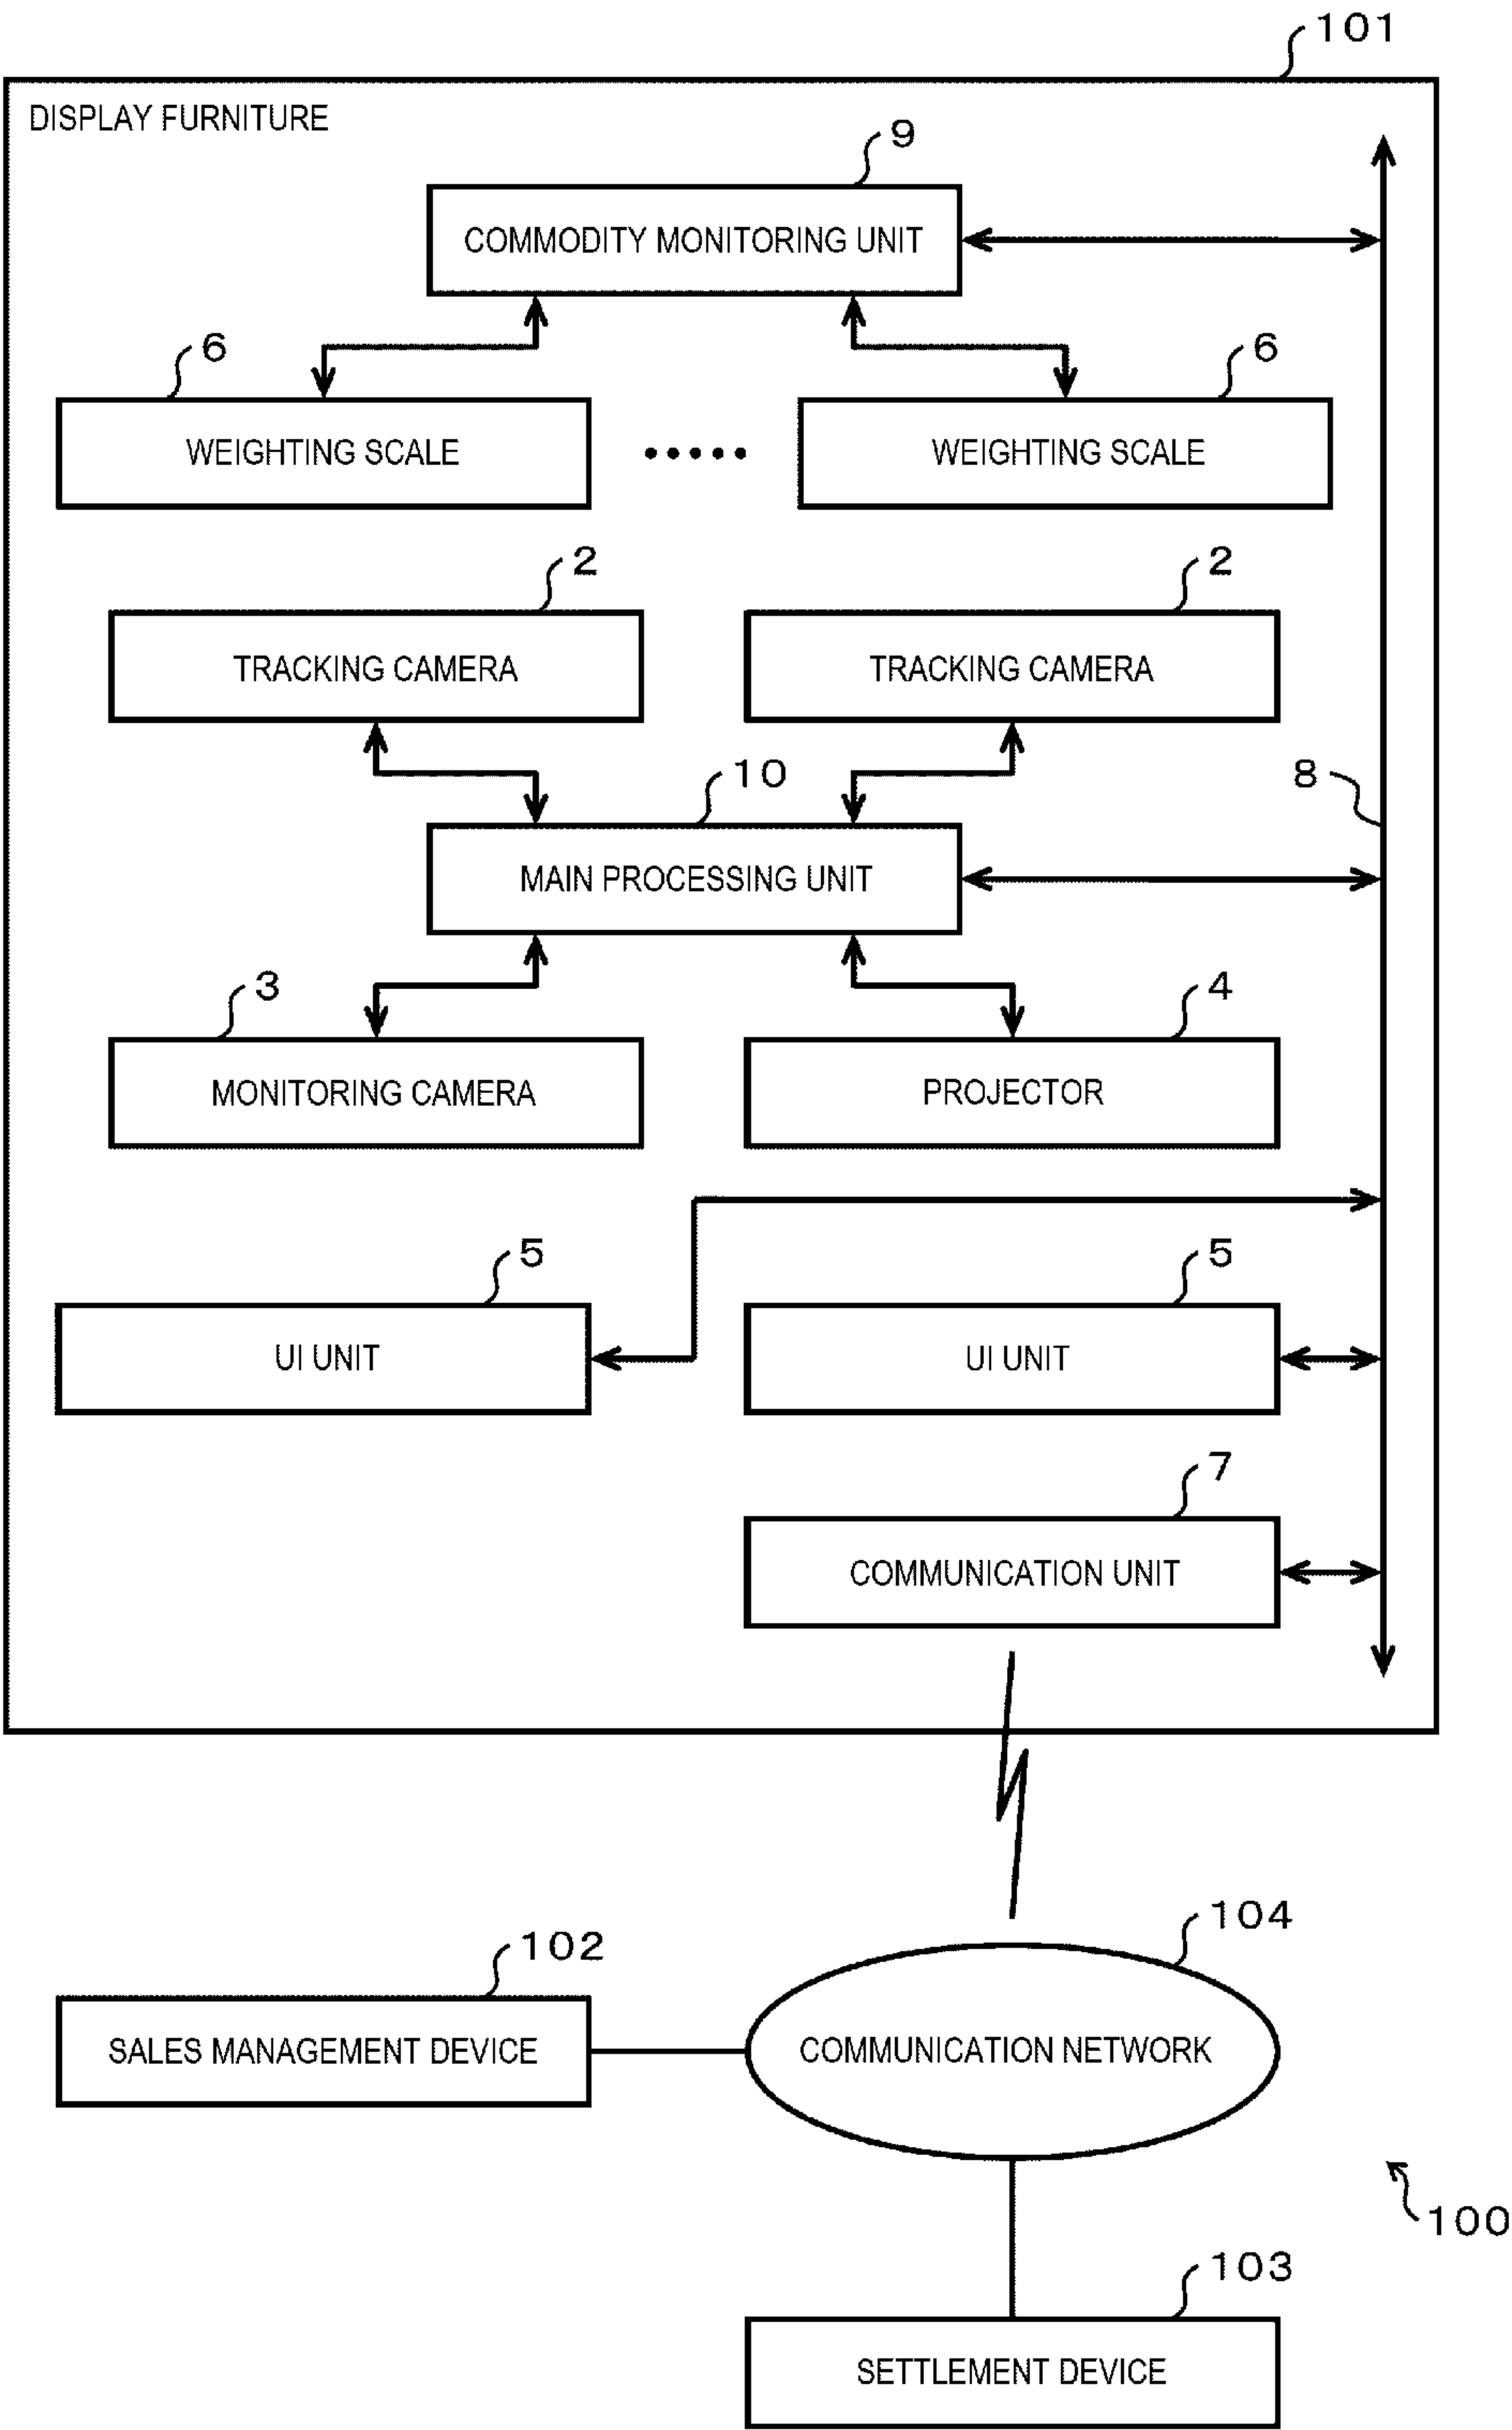 101
DISPLAY FURNITURE
9
COMMODITY MONITORING UNIT
6
6
WEIGHTING SCALE
WEIGHTING SCALE
2
2
TRACKING CAMERA
TRACKING CAMERA
10
8
MAIN PROCESSING UNIT
3
4
MONITORING CAMERA
PROJECTOR
5
5
UI UNIT
UI UNIT
7
COMMUNICATION UNIT
104
102
SALES MANAGEMENT DEVICE
COMMUNICATION NETWORK
100
103
SETTLEMENT DEVICE